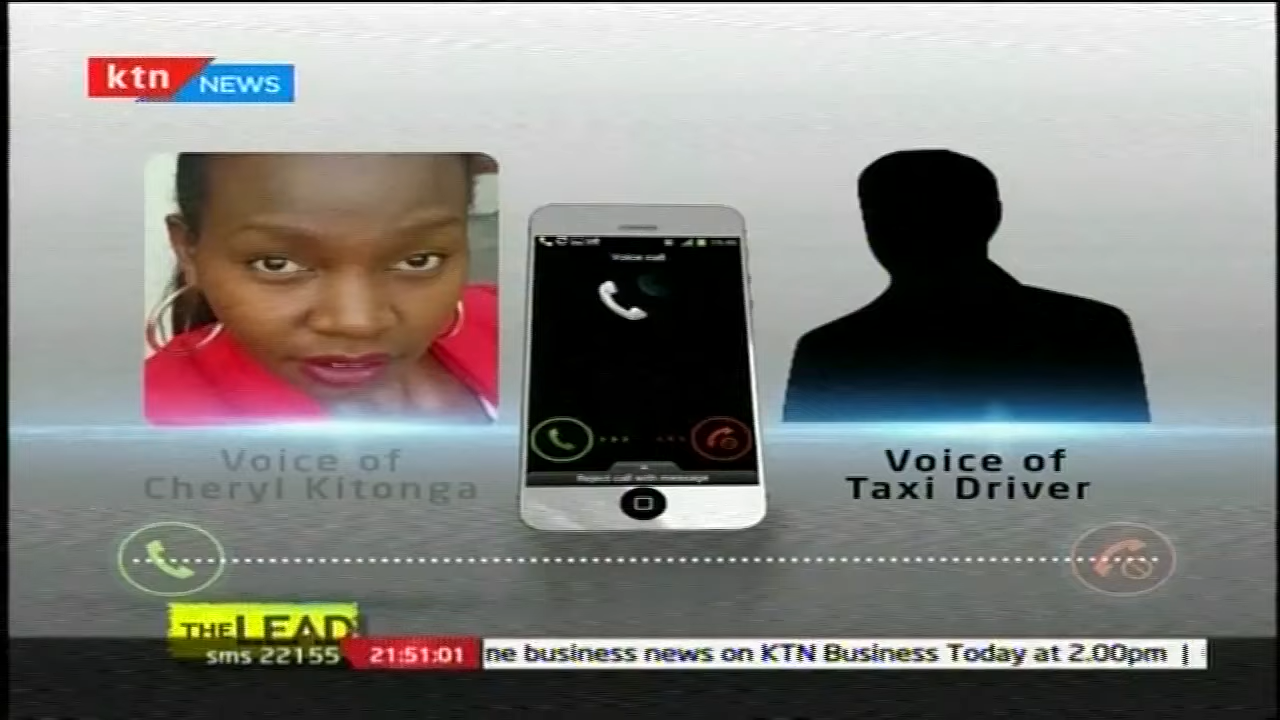 ktn NEWS
Voice call
Reject call with message
Voice of
Cheryl Kitonga
Voice of
Taxi Driver
THE LEAD
sms 22155
21:51:01
ne business news on KTN Business Today at 2.00pm |